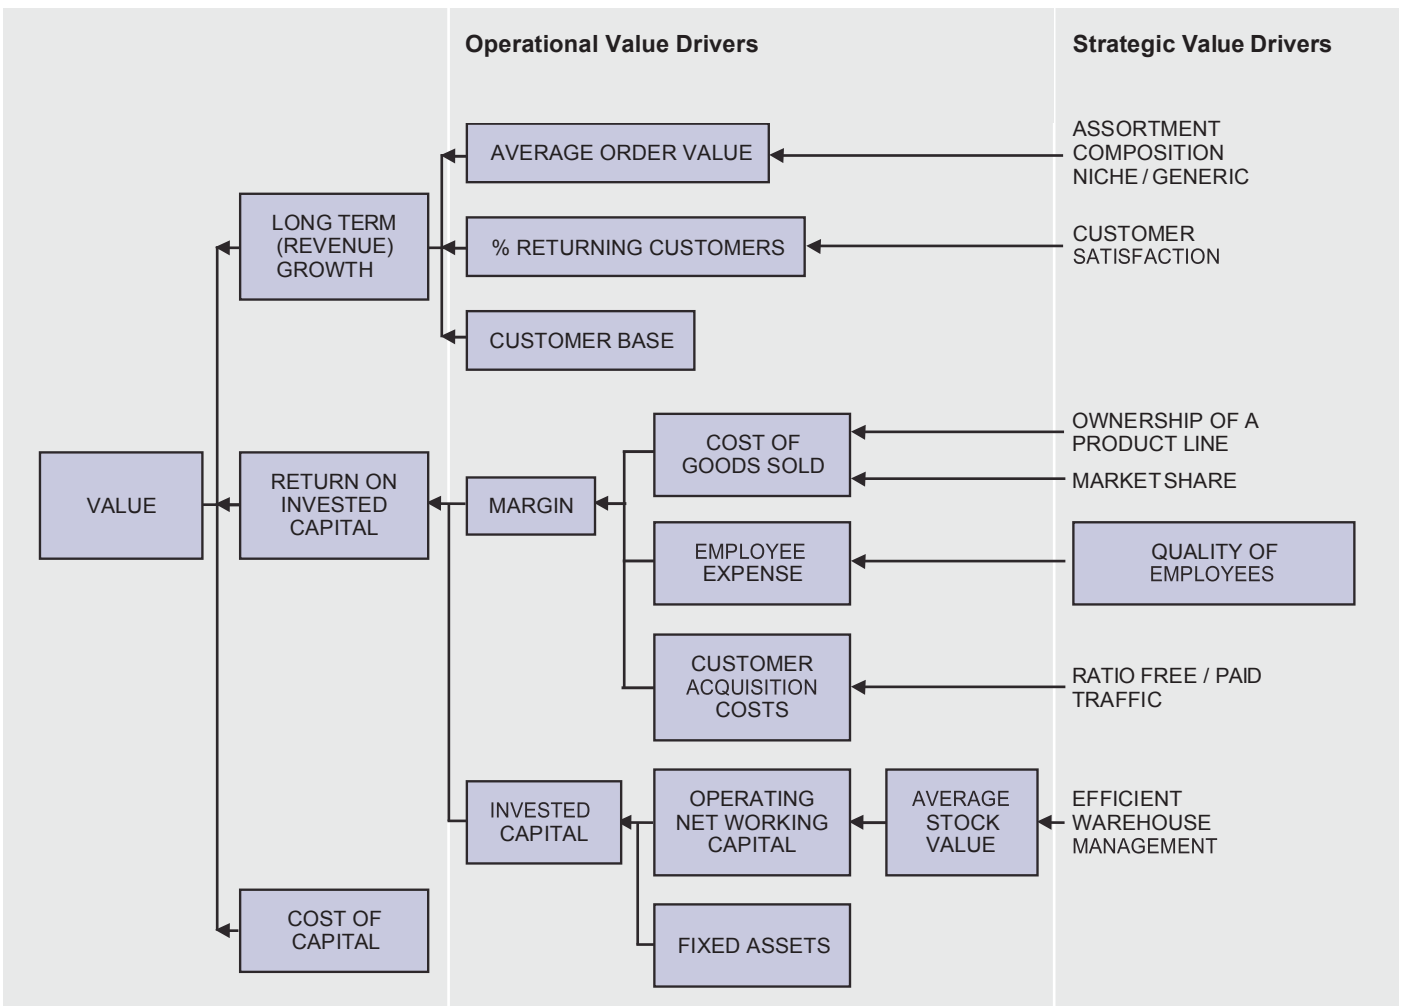 Operational Value Drivers
Strategic Value Drivers
AVERAGE ORDER VALUE
ASSORTMENT
COMPOSITION
NICHE / GENERIC
LONG TERM
(REVENUE)
GROWTH
% RETURNING CUSTOMERS
CUSTOMER
SATISFACTION
CUSTOMER BASE
COST OF
GOODS SOLD
OWNERSHIP OF A
PRODUCT LINE
MARKET SHARE
VALUE
RETURN ON
INVESTED
CAPITAL
MARGIN
EMPLOYEE
EXPENSE
QUALITY OF
EMPLOYEES
CUSTOMER
ACQUISITION
COSTS
RATIO FREE / PAID
TRAFFIC
INVESTED
CAPITAL
OPERATING
NET WORKING
CAPITAL
AVERAGE
STOCK
VALUE
EFFICIENT
WAREHOUSE
MANAGEMENT
COST OF
CAPITAL
FIXED ASSETS